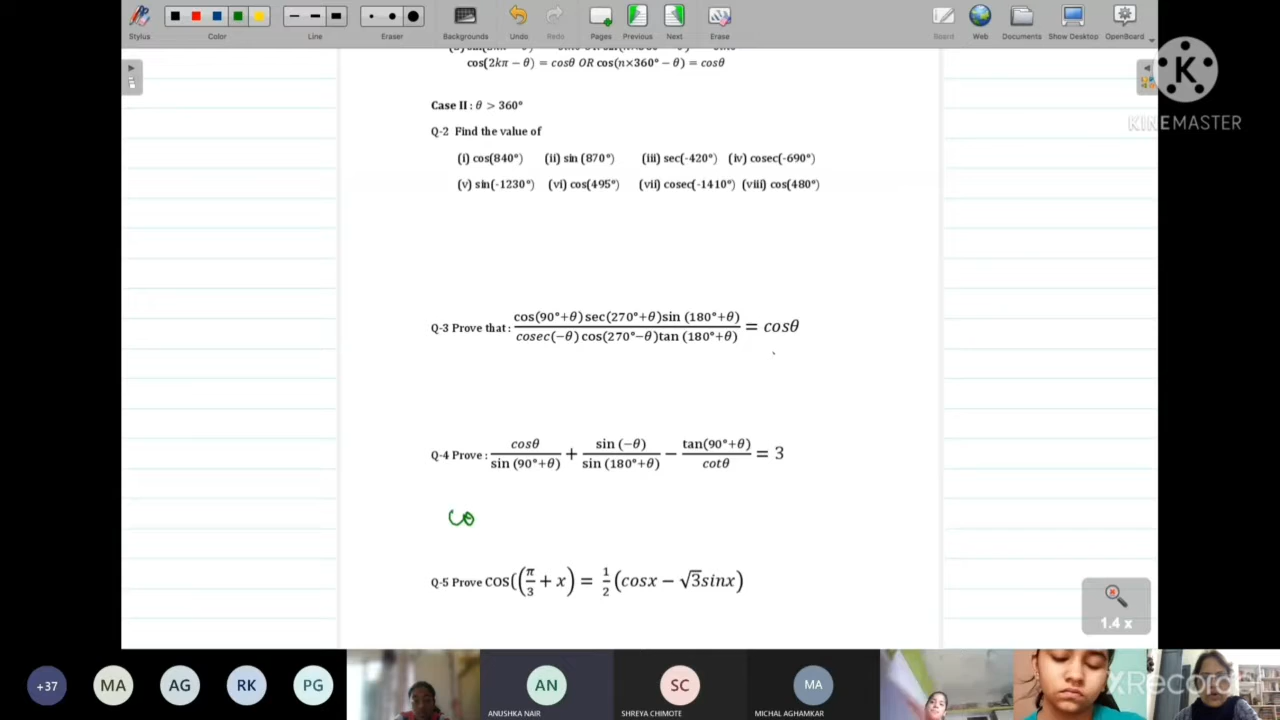 Stylus Color Line Eraser Backgrounds Undo Redo Pages Previous Next Erase Board Web Documents Show Desktop OpenBoard
cos(2kπ − θ) = cosθ OR cos(n×360° − θ) = cosθ
K
KINEMASTER
Case II : θ > 360°
Q-2 Find the value of
(i) cos(840°) (ii) sin (870°) (iii) sec(-420°) (iv) cosec(-690°)
(v) sin(-1230°) (vi) cos(495°) (vii) cosec(-1410°) (viii) cos(480°)
Q-3 Prove that : cos(90°+θ) sec(270°+θ)sin (180°+θ) / cosec(−θ) cos(270°−θ)tan (180°+θ) = cosθ
Q-4 Prove : cosθ / sin (90°+θ) + sin (−θ) / sin (180°+θ) − tan(90°+θ) / cotθ = 3
Co
Q-5 Prove cos((π/3 + x) = 1/2 (cosx − √3sinx)
1.4 x
+37 MA AG RK PG AN SC MA
XRecorder
ANUSHKA NAIR SHREYA CHIMOTE MICHAL AGHAMKAR